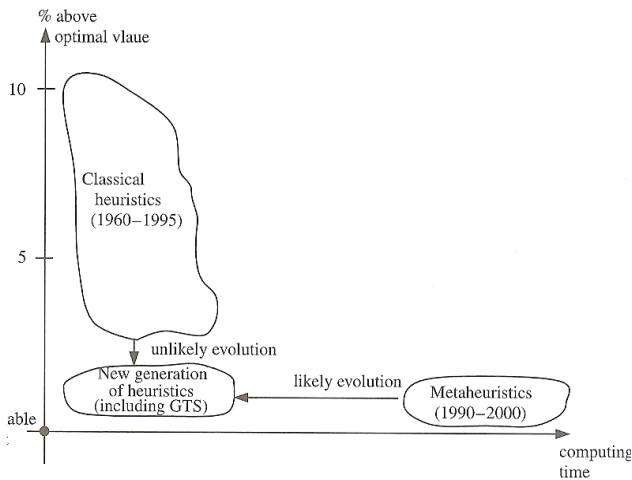 % above
optimal vlaue
10
Classical
heuristics
(1960–1995)
5
unlikely evolution
New generation
of heuristics
(including GTS)
likely evolution
Metaheuristics
(1990–2000)
able
computing
time